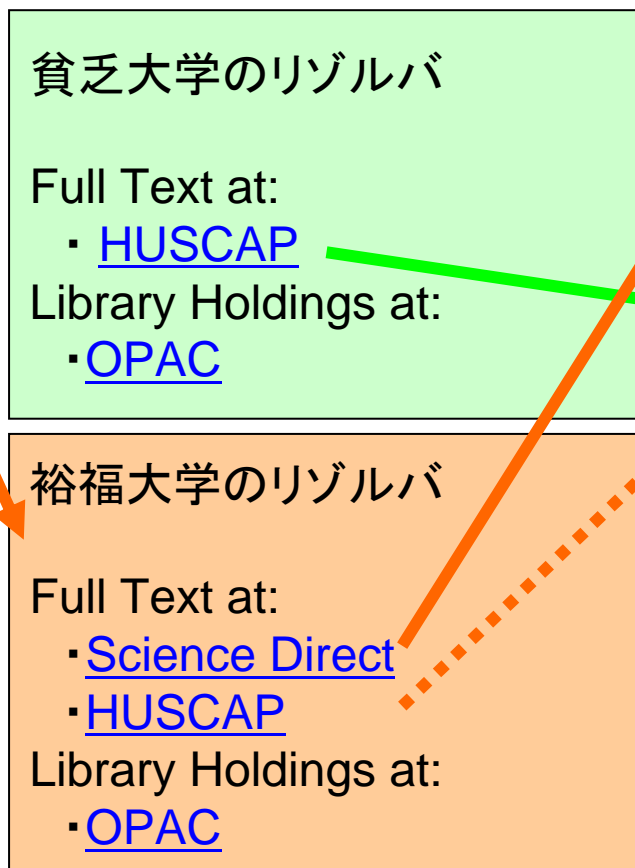 貧乏大学のリゾルバ
Full Text at:
・ HUSCAP
Library Holdings at:
・OPAC
裕福大学のリゾルバ
Full Text at:
・Science Direct
・HUSCAP
Library Holdings at:
・OPAC